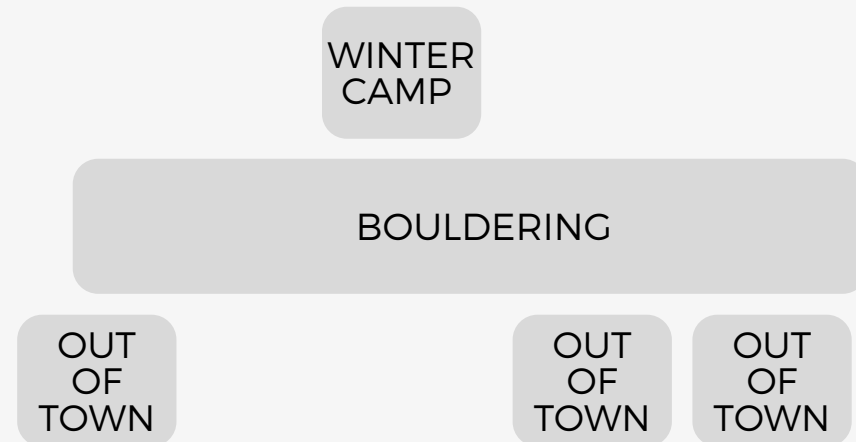 WINTER
CAMP
BOULDERING
OUT
OF
TOWN
OUT
OF
TOWN
OUT
OF
TOWN